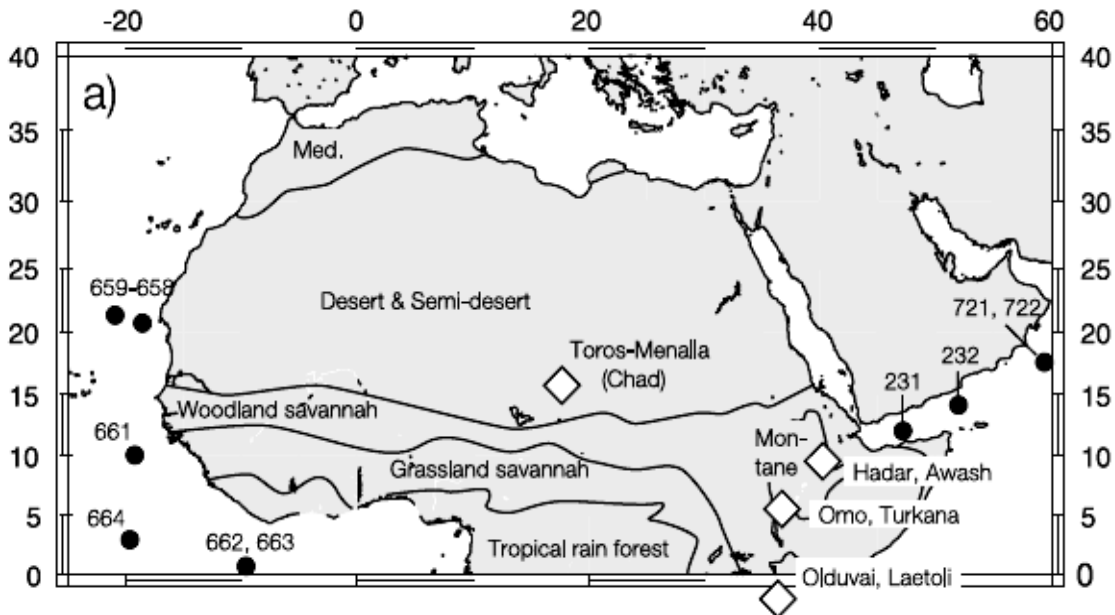 -20 0 20 40 60
40 40
a)
35 35
Med.
30 30
25 25
659-658
Desert & Semi-desert
721, 722
20 20
Toros-Menalla
(Chad)
232
231
15 15
Woodland savannah
661
Mon-
tane
10 10
Grassland savannah
Hadar, Awash
664
5 5
Omo, Turkana
662, 663
Tropical rain forest
0 0
Olduvai, Laetoli